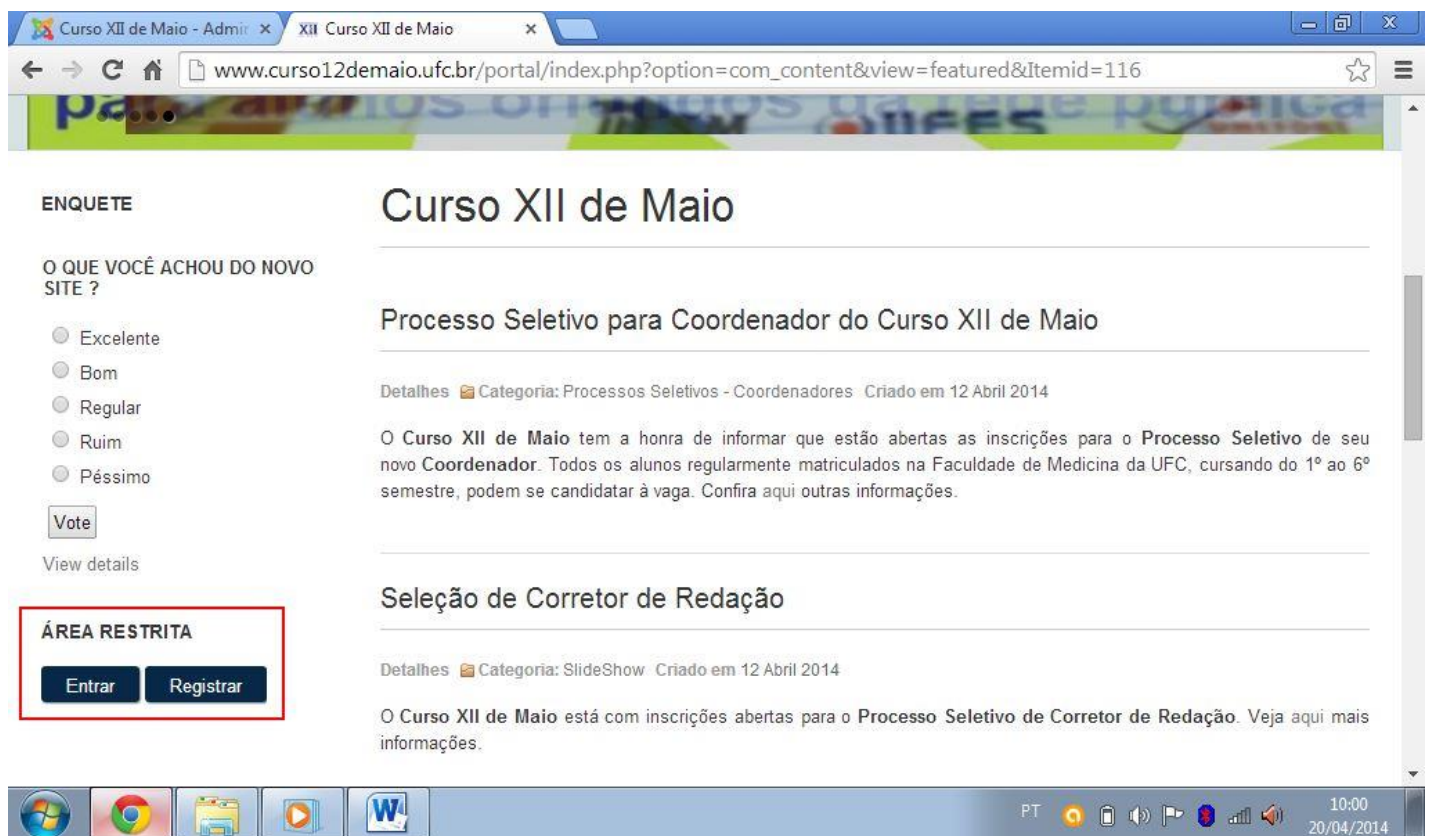 Curso XII de Maio - Admin
XII Curso XII de Maio
www.curso12demaio.ufc.br/portal/index.php?option=com_content&view=featured&Itemid=116
para alunos oriundos da rede pública
ENQUETE
O QUE VOCÊ ACHOU DO NOVO
SITE ?
Excelente
Bom
Regular
Ruim
Péssimo
Vote
View details
ÁREA RESTRITA
Entrar
Registrar
Curso XII de Maio
Processo Seletivo para Coordenador do Curso XII de Maio
Detalhes Categoria: Processos Seletivos - Coordenadores Criado em 12 Abril 2014
O Curso XII de Maio tem a honra de informar que estão abertas as inscrições para o Processo Seletivo de seu
novo Coordenador. Todos os alunos regularmente matriculados na Faculdade de Medicina da UFC, cursando do 1º ao 6º
semestre, podem se candidatar à vaga. Confira aqui outras informações.
Seleção de Corretor de Redação
Detalhes Categoria: SlideShow Criado em 12 Abril 2014
O Curso XII de Maio está com inscrições abertas para o Processo Seletivo de Corretor de Redação. Veja aqui mais
informações.
PT
10:00
20/04/2014